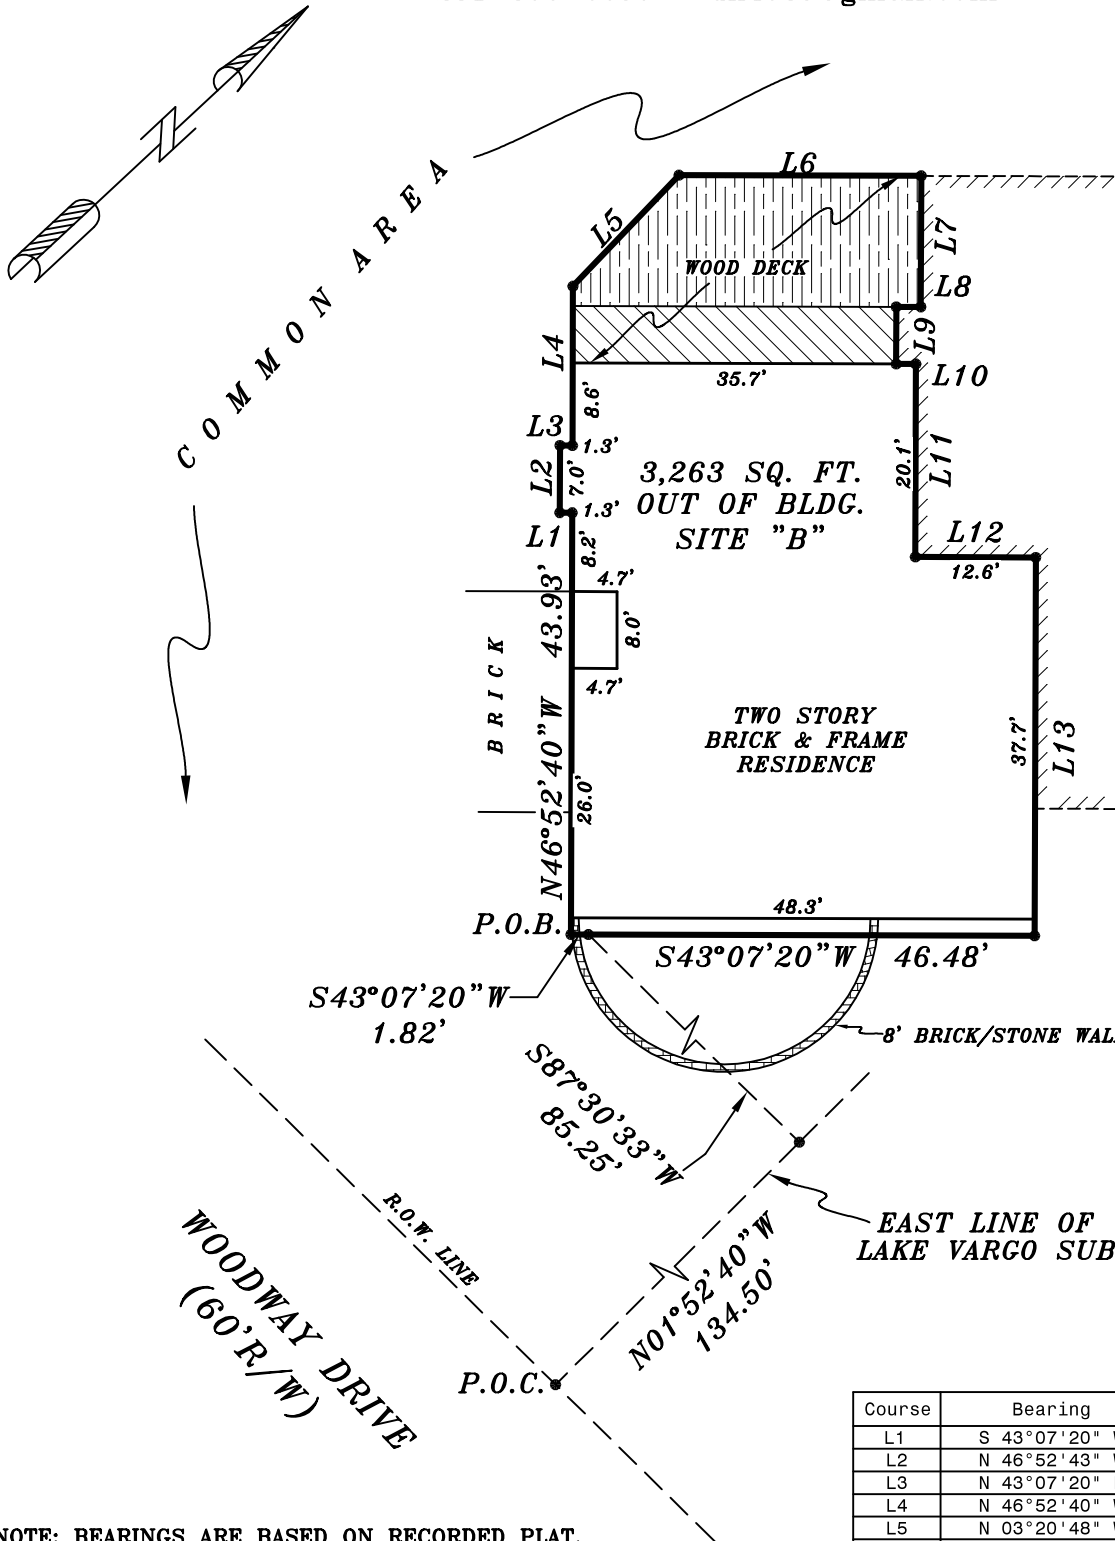 N
COMMON AREA
L6
L5
L7
WOOD DECK
L8
L4
L9
35.7'
L10
8.6'
L3
1.3'
20.1'
L11
L2
7.0'
3,263 SQ. FT.
OUT OF BLDG.
SITE "B"
1.3'
L1
8.2'
L12
12.6'
4.7'
8.0'
4.7'
BRICK
N46°52'40"W 43.93'
26.0'
TWO STORY
BRICK & FRAME
RESIDENCE
37.7'
L13
48.3'
P.O.B.
S43°07'20"W 46.48'
S43°07'20"W
1.82'
8' BRICK/STONE
S87°30'33"W
85.25'
R.O.W. LINE
EAST LINE OF
LAKE VARGO SUB
N01°52'40"W
134.50'
WOODWAY DRIVE
(60'R/W)
P.O.C.
Course Bearing
L1 S 43°07'20"
L2 N 46°52'43"
L3 N 43°07'20"
L4 N 46°52'40"
L5 N 03°20'48"
NOTE: BEARINGS ARE BASED ON RECORDED PLAT.